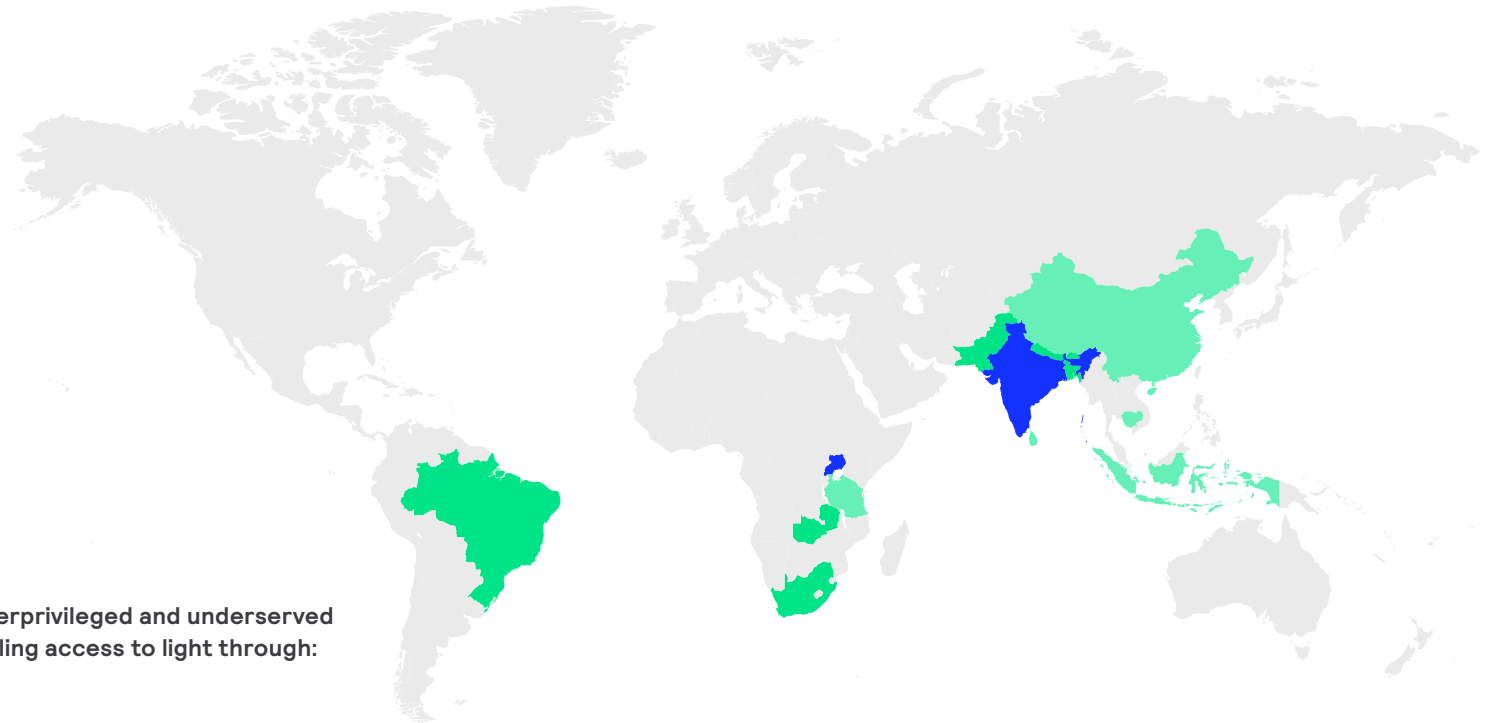 erprivileged and underserved
ling access to light through: